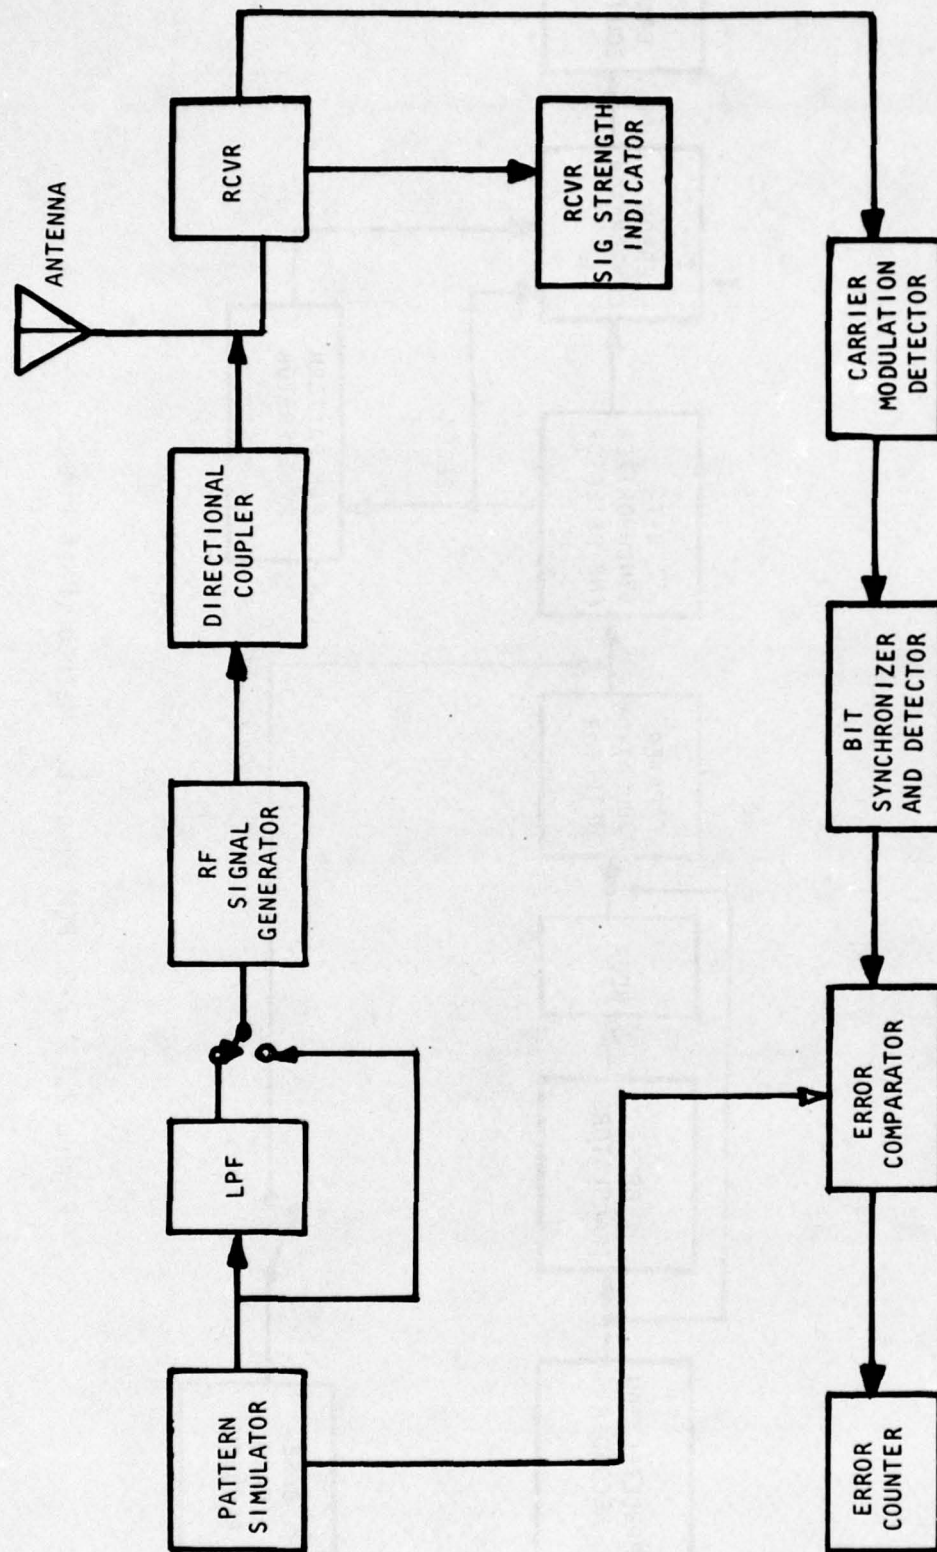 ANTENNA
PATTERN
SIMULATOR
LPF
RF
SIGNAL
GENERATOR
DIRECTIONAL
COUPLER
RCVR
RCVR
SIG STRENGTH
INDICATOR
ERROR
COUNTER
ERROR
COMPARATOR
BIT
SYNCHRONIZER
AND DETECTOR
CARRIER
MODULATION
DETECTOR